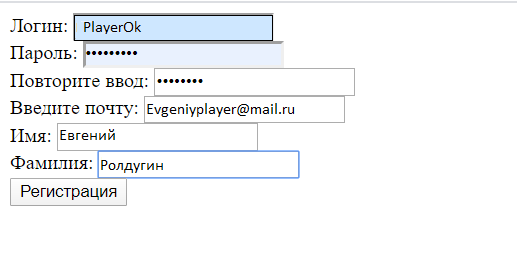 Логин: PlayerOk
Пароль: •••••••••
Повторите ввод: ••••••••
Введите почту: Evgeniyplayer@mail.ru
Имя: Евгений
Фамилия: Ролдугин
Регистрация